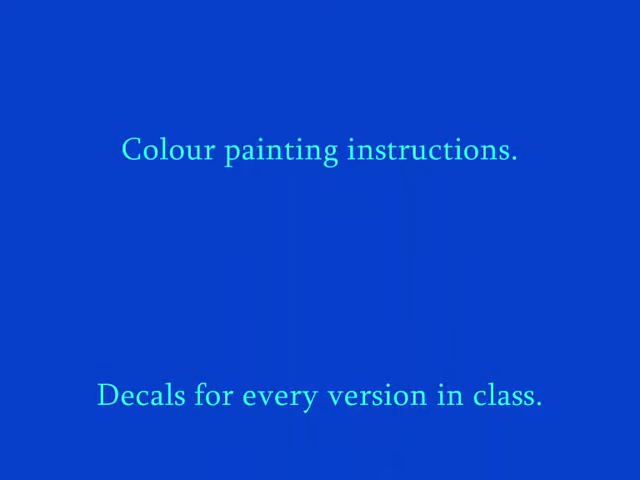 Colour painting instructions.
Decals for every version in class.